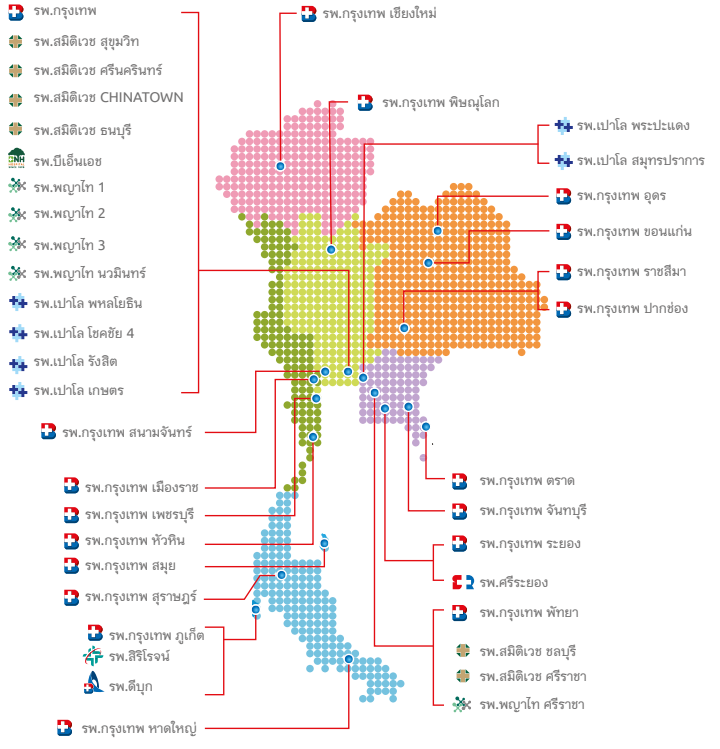 รพ.กรุงเทพ
รพ.สมิติเวช สุขุมวิท
รพ.สมิติเวช ศรีนครินทร์
รพ.สมิติเวช CHINATOWN
รพ.สมิติเวช ธนบุรี
BNH
รพ.บีเอ็นเอช
รพ.พญาไท 1
รพ.พญาไท 2
รพ.พญาไท 3
รพ.พญาไท นวมินทร์
รพ.เปาโล พหลโยธิน
รพ.เปาโล โชคชัย 4
รพ.เปาโล รังสิต
รพ.เปาโล เกษตร
รพ.กรุงเทพ สนามจันทร์
รพ.กรุงเทพ เมืองราช
รพ.กรุงเทพ เพชรบุรี
รพ.กรุงเทพ หัวหิน
รพ.กรุงเทพ สมุย
รพ.กรุงเทพ สุราษฎร์
รพ.กรุงเทพ ภูเก็ต
รพ.สิริโรจน์
รพ.ดีบุก
รพ.กรุงเทพ หาดใหญ่
รพ.กรุงเทพ เชียงใหม่
รพ.กรุงเทพ พิษณุโลก
รพ.เปาโล พระปะแดง
รพ.เปาโล สมุทรปราการ
รพ.กรุงเทพ อุดร
รพ.กรุงเทพ ขอนแก่น
รพ.กรุงเทพ ราชสีมา
รพ.กรุงเทพ ปากช่อง
รพ.กรุงเทพ ตราด
รพ.กรุงเทพ จันทบุรี
รพ.กรุงเทพ ระยอง
รพ.ศรีระยอง
รพ.กรุงเทพ พัทยา
รพ.สมิติเวช ชลบุรี
รพ.สมิติเวช ศรีราชา
รพ.พญาไท ศรีราชา